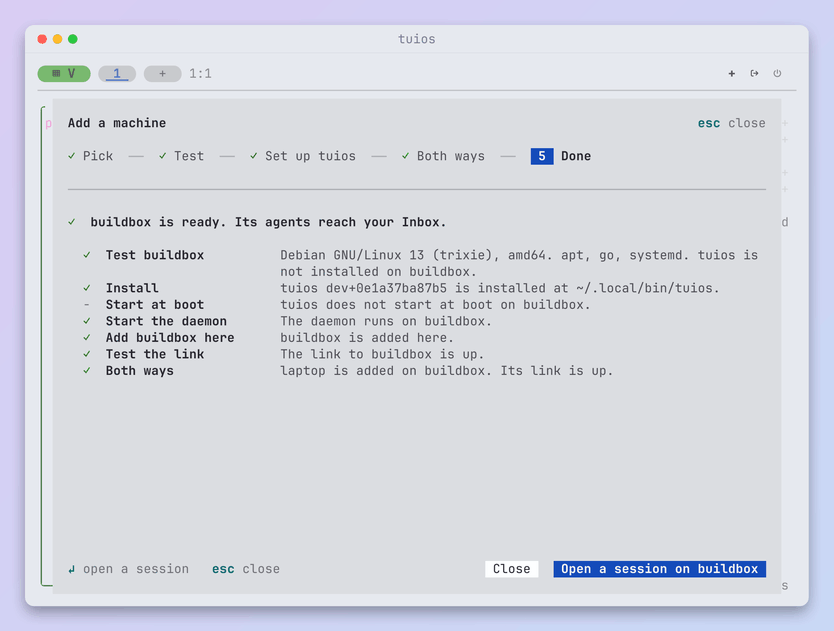 tuios
V 1 + 1:1 +
p
Add a machine esc close
✓ Pick — ✓ Test — ✓ Set up tuios — ✓ Both ways — 5 Done
✓ buildbox is ready. Its agents reach your Inbox.
d
✓ Test buildbox Debian GNU/Linux 13 (trixie), amd64. apt, go, systemd. tuios is
not installed on buildbox.
✓ Install tuios dev+0e1a37ba87b5 is installed at ~/.local/bin/tuios.
- Start at boot tuios does not start at boot on buildbox.
✓ Start the daemon The daemon runs on buildbox.
✓ Add buildbox here buildbox is added here.
✓ Test the link The link to buildbox is up.
✓ Both ways laptop is added on buildbox. Its link is up.
↲ open a session esc close Close Open a session on buildbox
s